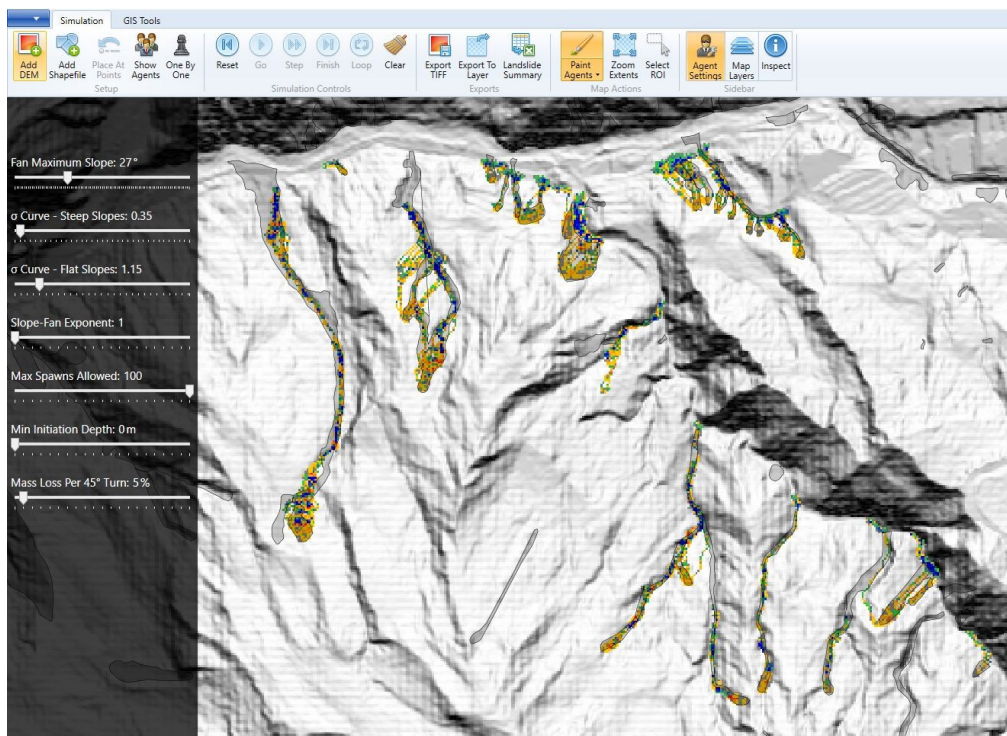 Simulation GIS Tools
Add DEM
Add Shapefile
Place At Points
Show Agents
One By One
Reset
Go
Step
Finish
Loop
Clear
Export TIFF
Export To Layer
Landslide Summary
Paint Agents
Zoom Extents
Select ROI
Agent Settings
Map Layers
Inspect
Setup
Simulation Controls
Exports
Map Actions
Sidebar
Fan Maximum Slope: 27°
σ Curve - Steep Slopes: 0.35
σ Curve - Flat Slopes: 1.15
Slope-Fan Exponent: 1
Max Spawns Allowed: 100
Min Initiation Depth: 0 m
Mass Loss Per 45° Turn: 5 %